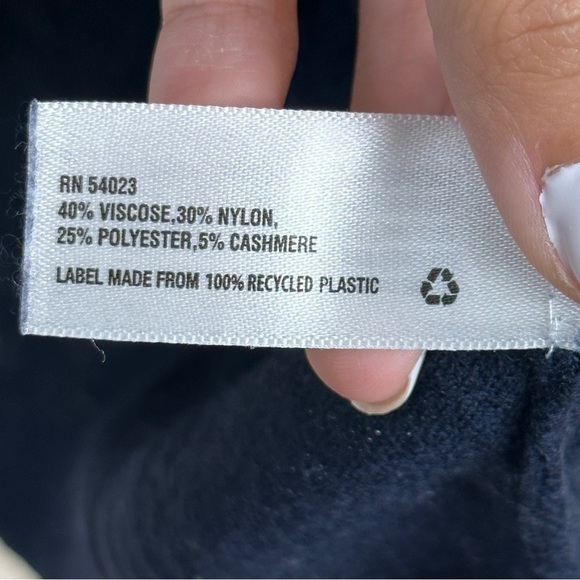 RN 54023
40% VISCOSE,30% NYLON,
25% POLYESTER,5% CASHMERE
LABEL MADE FROM 100% RECYCLED PLASTIC